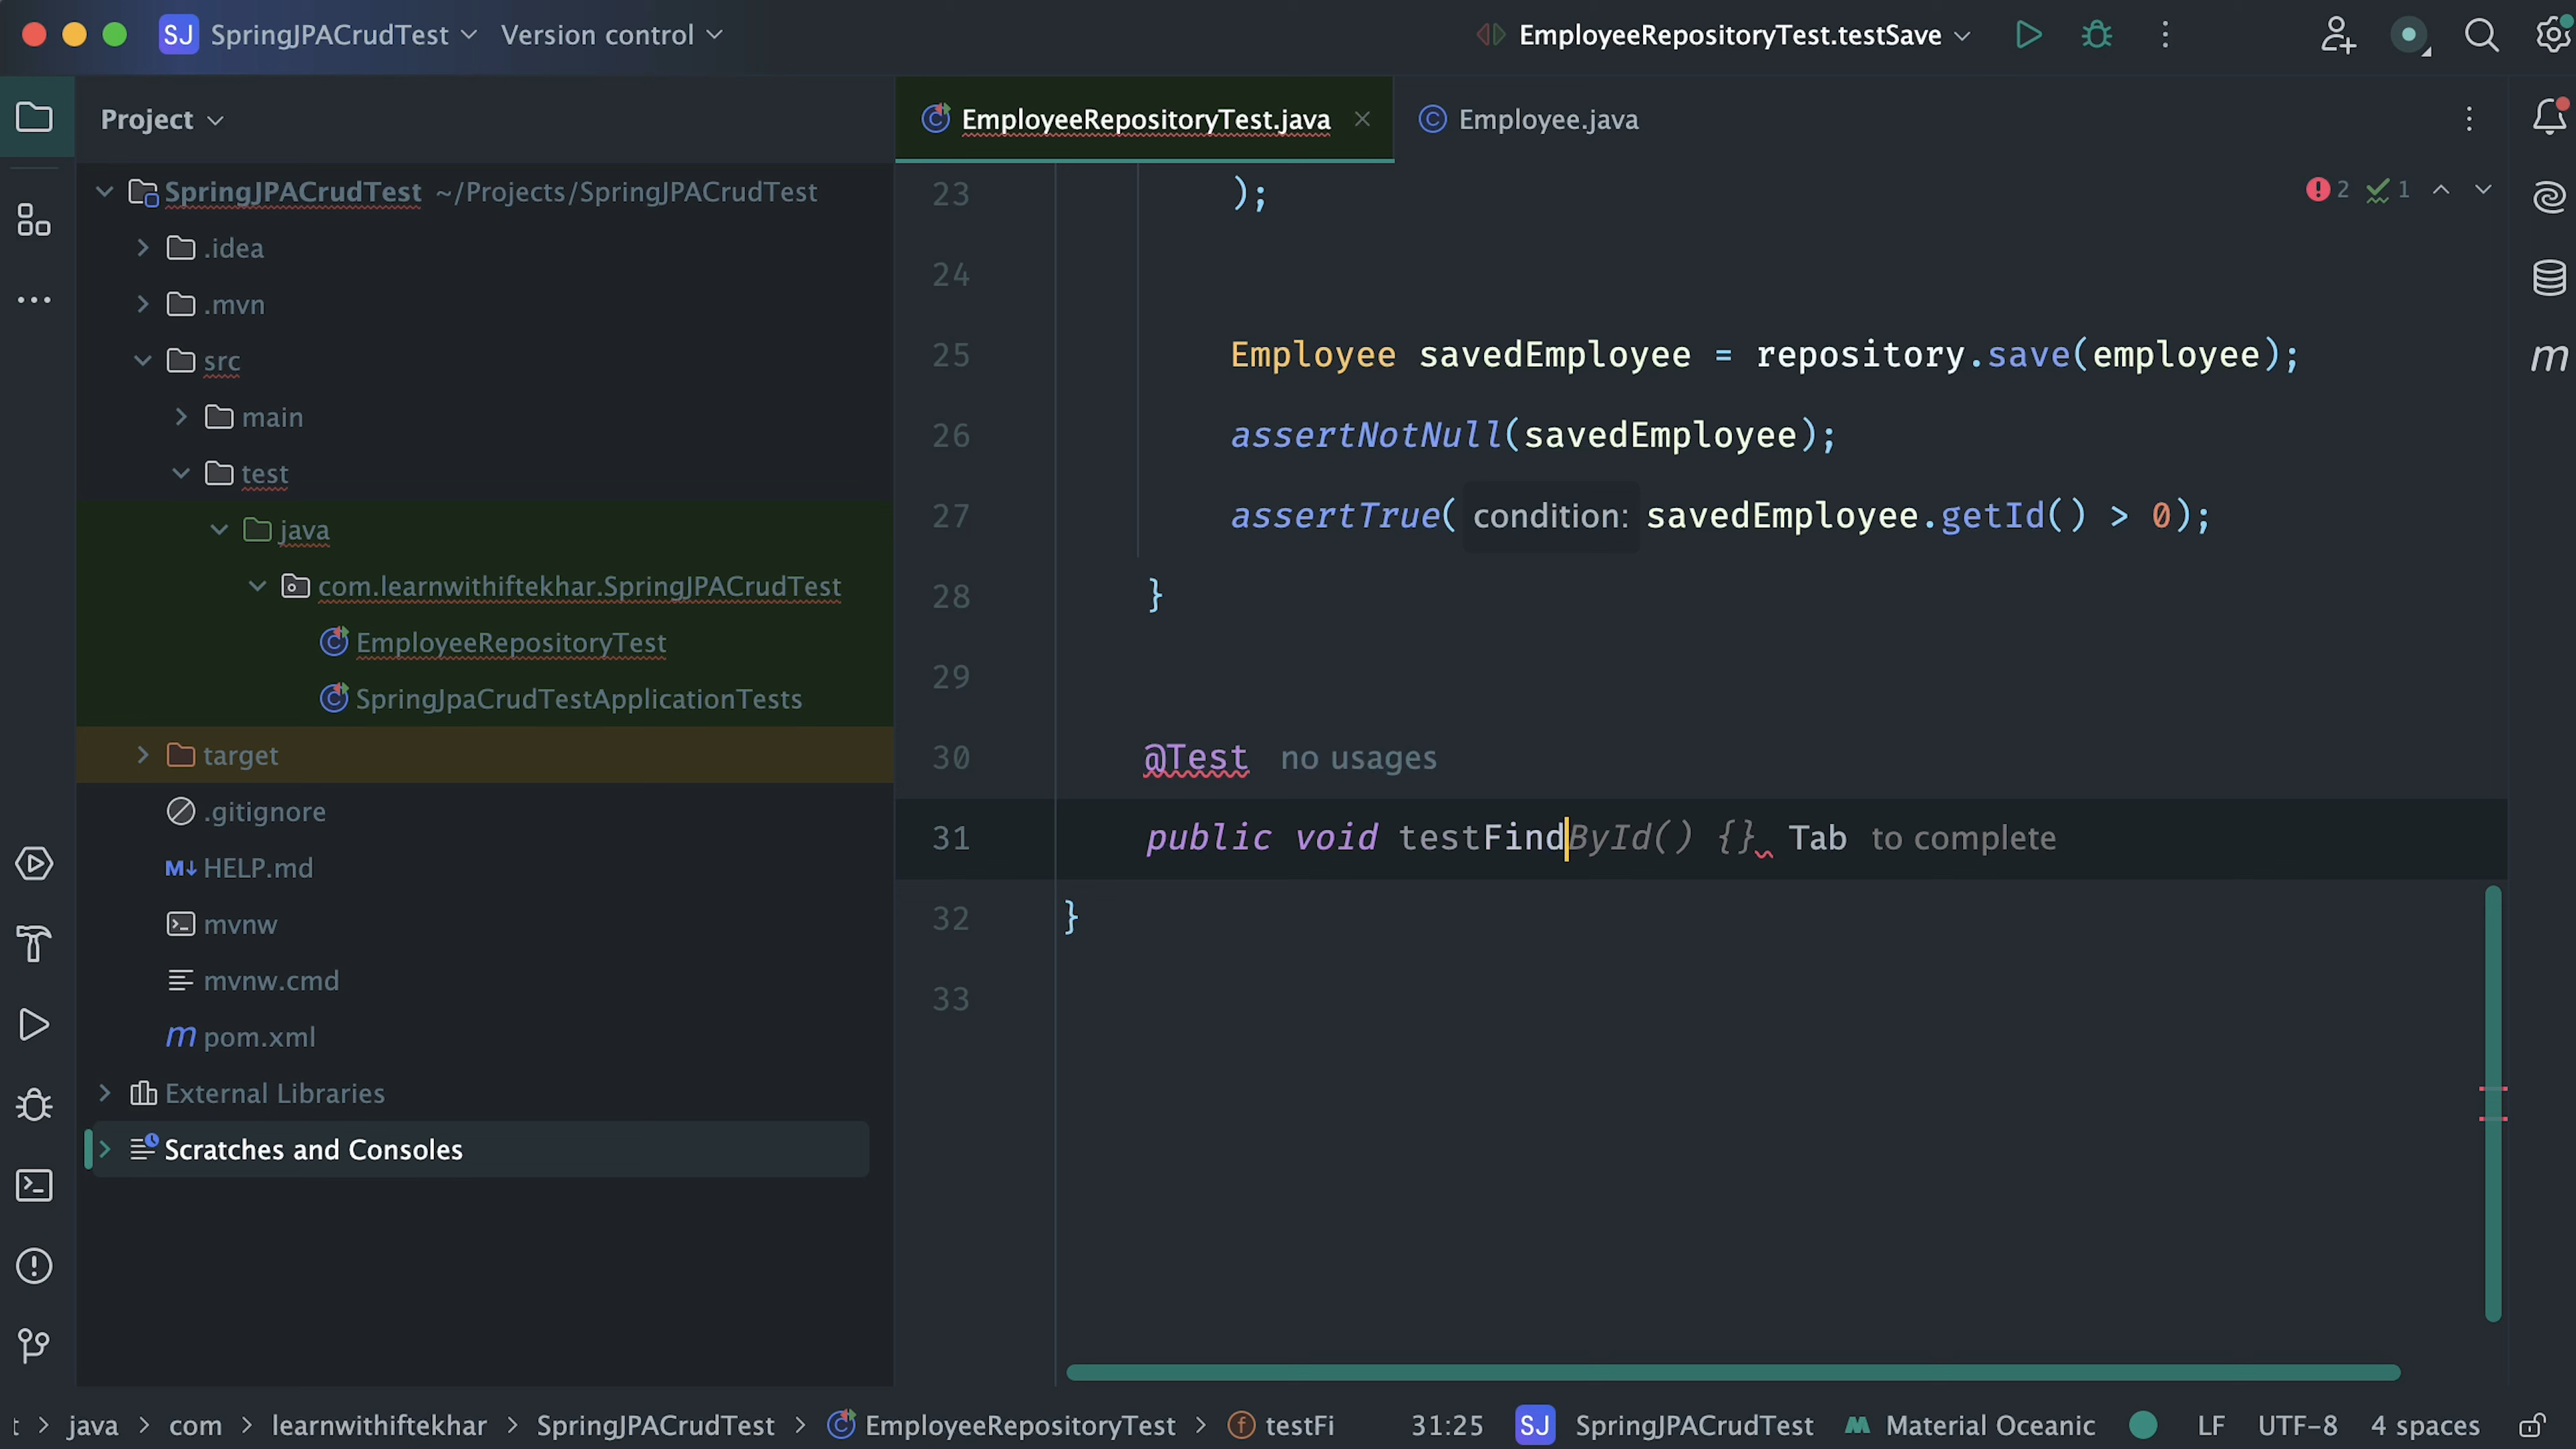 SJ SpringJPACrudTest Version control EmployeeRepositoryTest.testSave
Project
SpringJPACrudTest ~/Projects/SpringJPACrudTest
.idea
.mvn
src
main
test
java
com.learnwithiftekhar.SpringJPACrudTest
EmployeeRepositoryTest
SpringJpaCrudTestApplicationTests
target
.gitignore
M↓ HELP.md
mvnw
mvnw.cmd
m pom.xml
External Libraries
Scratches and Consoles
EmployeeRepositoryTest.java Employee.java
2 1
23 );
24
25 Employee savedEmployee = repository.save(employee);
26 assertNotNull(savedEmployee);
27 assertTrue( condition: savedEmployee.getId() > 0);
28 }
29
30 @Test no usages
31 public void testFindById() {} Tab to complete
32 }
33
m
t > java > com > learnwithiftekhar > SpringJPACrudTest > EmployeeRepositoryTest > f testFi 31:25 SJ SpringJPACrudTest Material Oceanic LF UTF-8 4 spaces